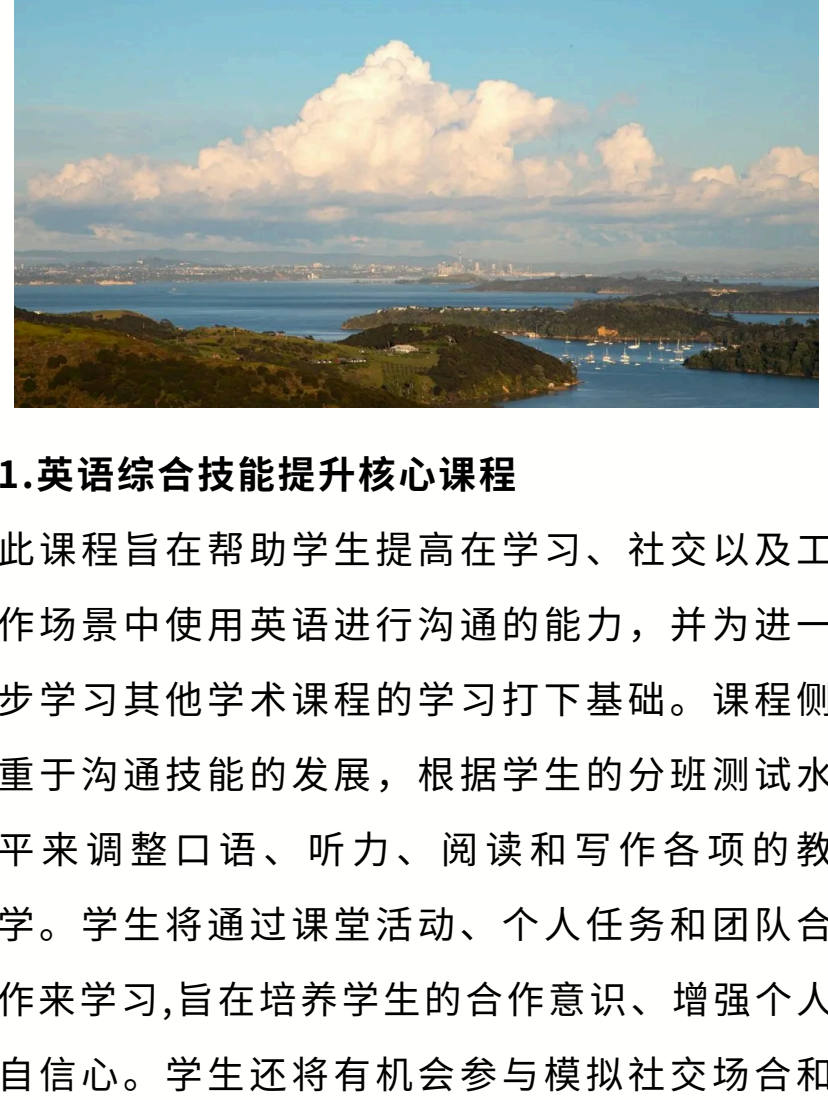 1.英语综合技能提升核心课程
此课程旨在帮助学生提高在学习、社交以及工
作场景中使用英语进行沟通的能力，并为进一
步学习其他学术课程的学习打下基础。课程侧
重于沟通技能的发展，根据学生的分班测试水
平来调整口语、听力、阅读和写作各项的教
学。学生将通过课堂活动、个人任务和团队合
作来学习,旨在培养学生的合作意识、增强个人
自信心。学生还将有机会参与模拟社交场合和